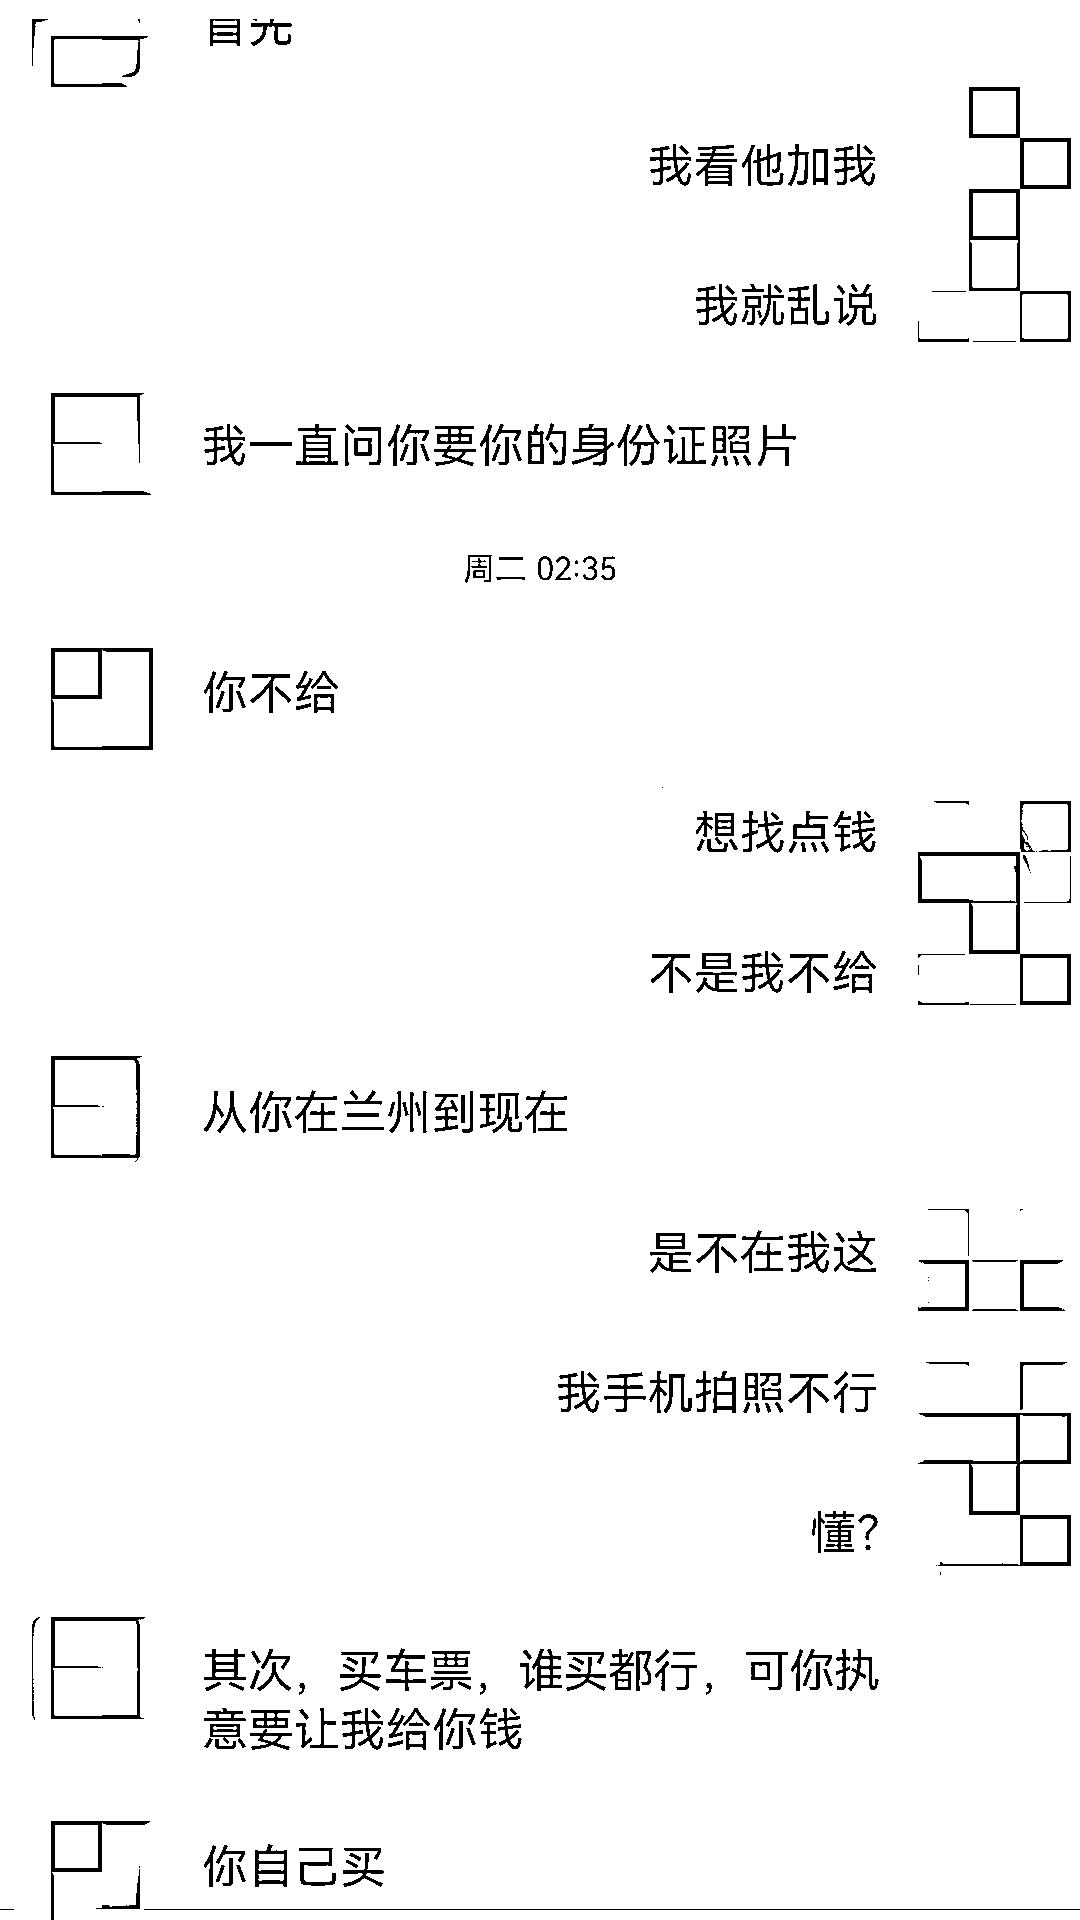 我看他加我
我就乱说
我一直问你要你的身份证照片
周二 02:35
你不给
想找点钱
不是我不给
从你在兰州到现在
是不在我这
我手机拍照不行
懂?
其次，买车票，谁买都行，可你执
意要让我给你钱
你自己买